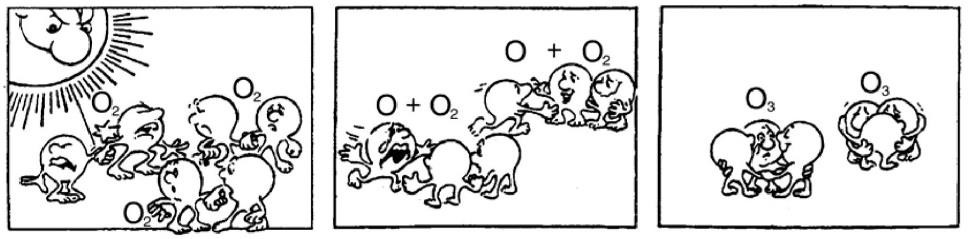 O₂
O₂
O₂
O + O₂
O + O₂
O₃
O₃